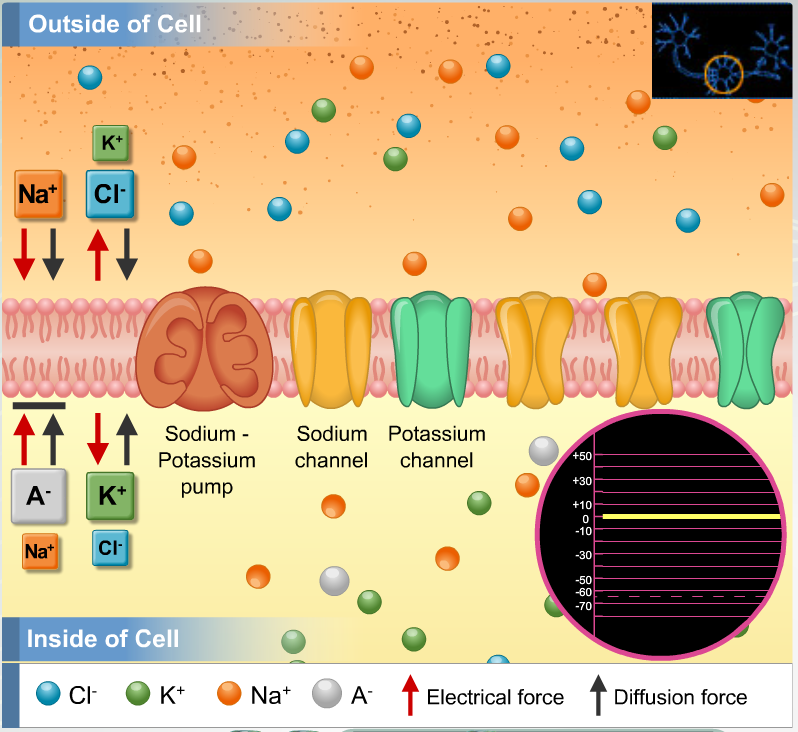 Outside of Cell
K⁺
Na⁺ Cl⁻
Sodium -
Potassium
pump
Sodium
channel
Potassium
channel
A⁻ K⁺
Na⁺ Cl⁻
+50
+30
+10
0
-10
-30
-50
-60
-70
Inside of Cell
Cl⁻ K⁺ Na⁺ A⁻ Electrical force Diffusion force